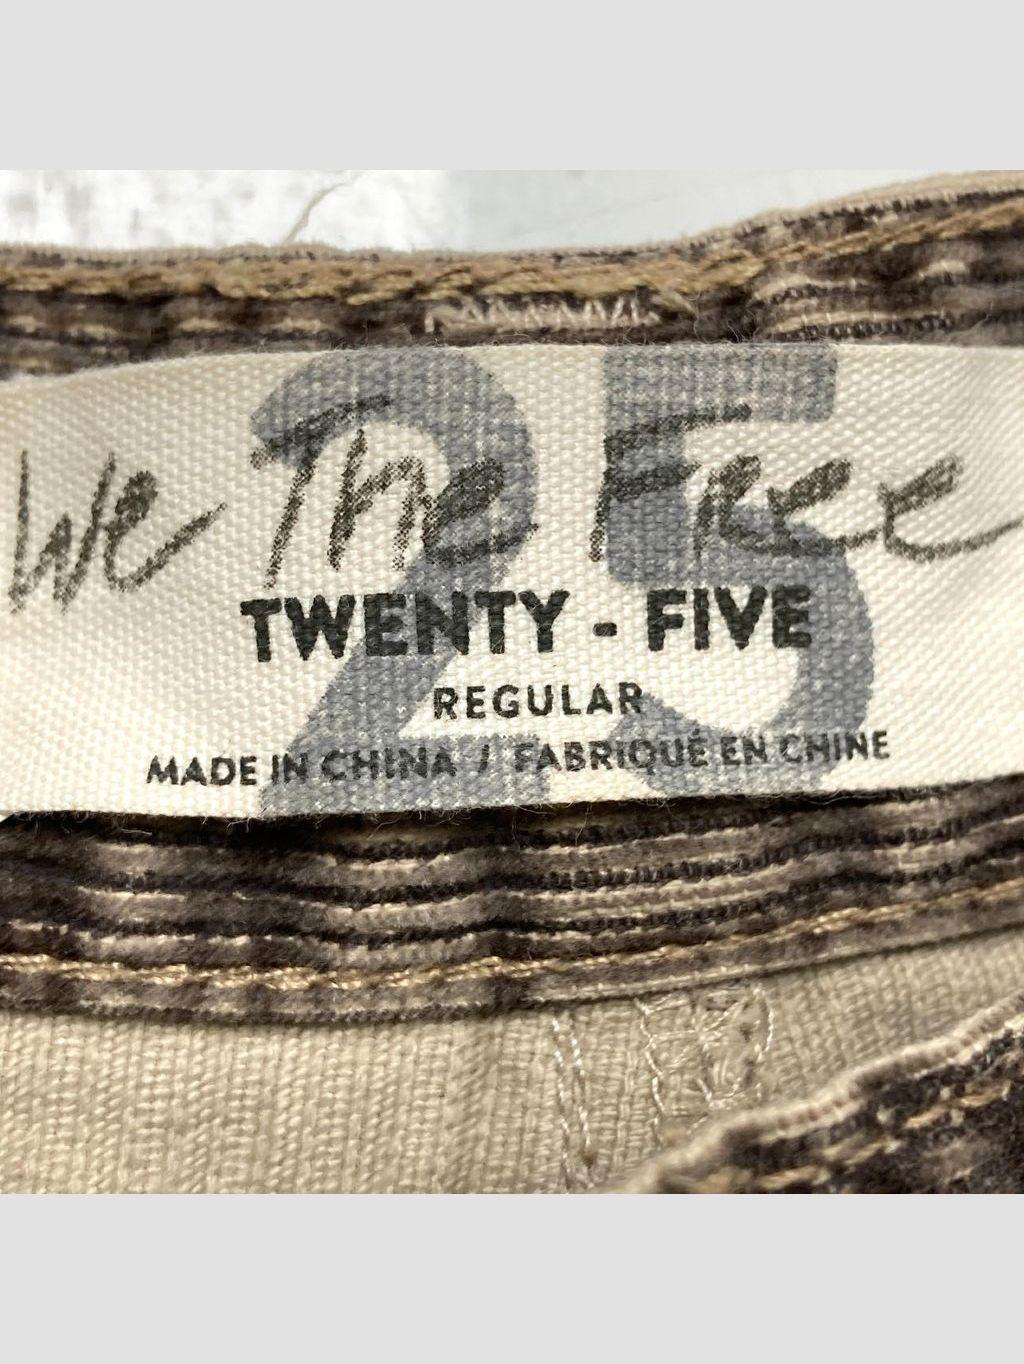 25
We The Free
TWENTY - FIVE
REGULAR
MADE IN CHINA / FABRIQUÉ EN CHINE